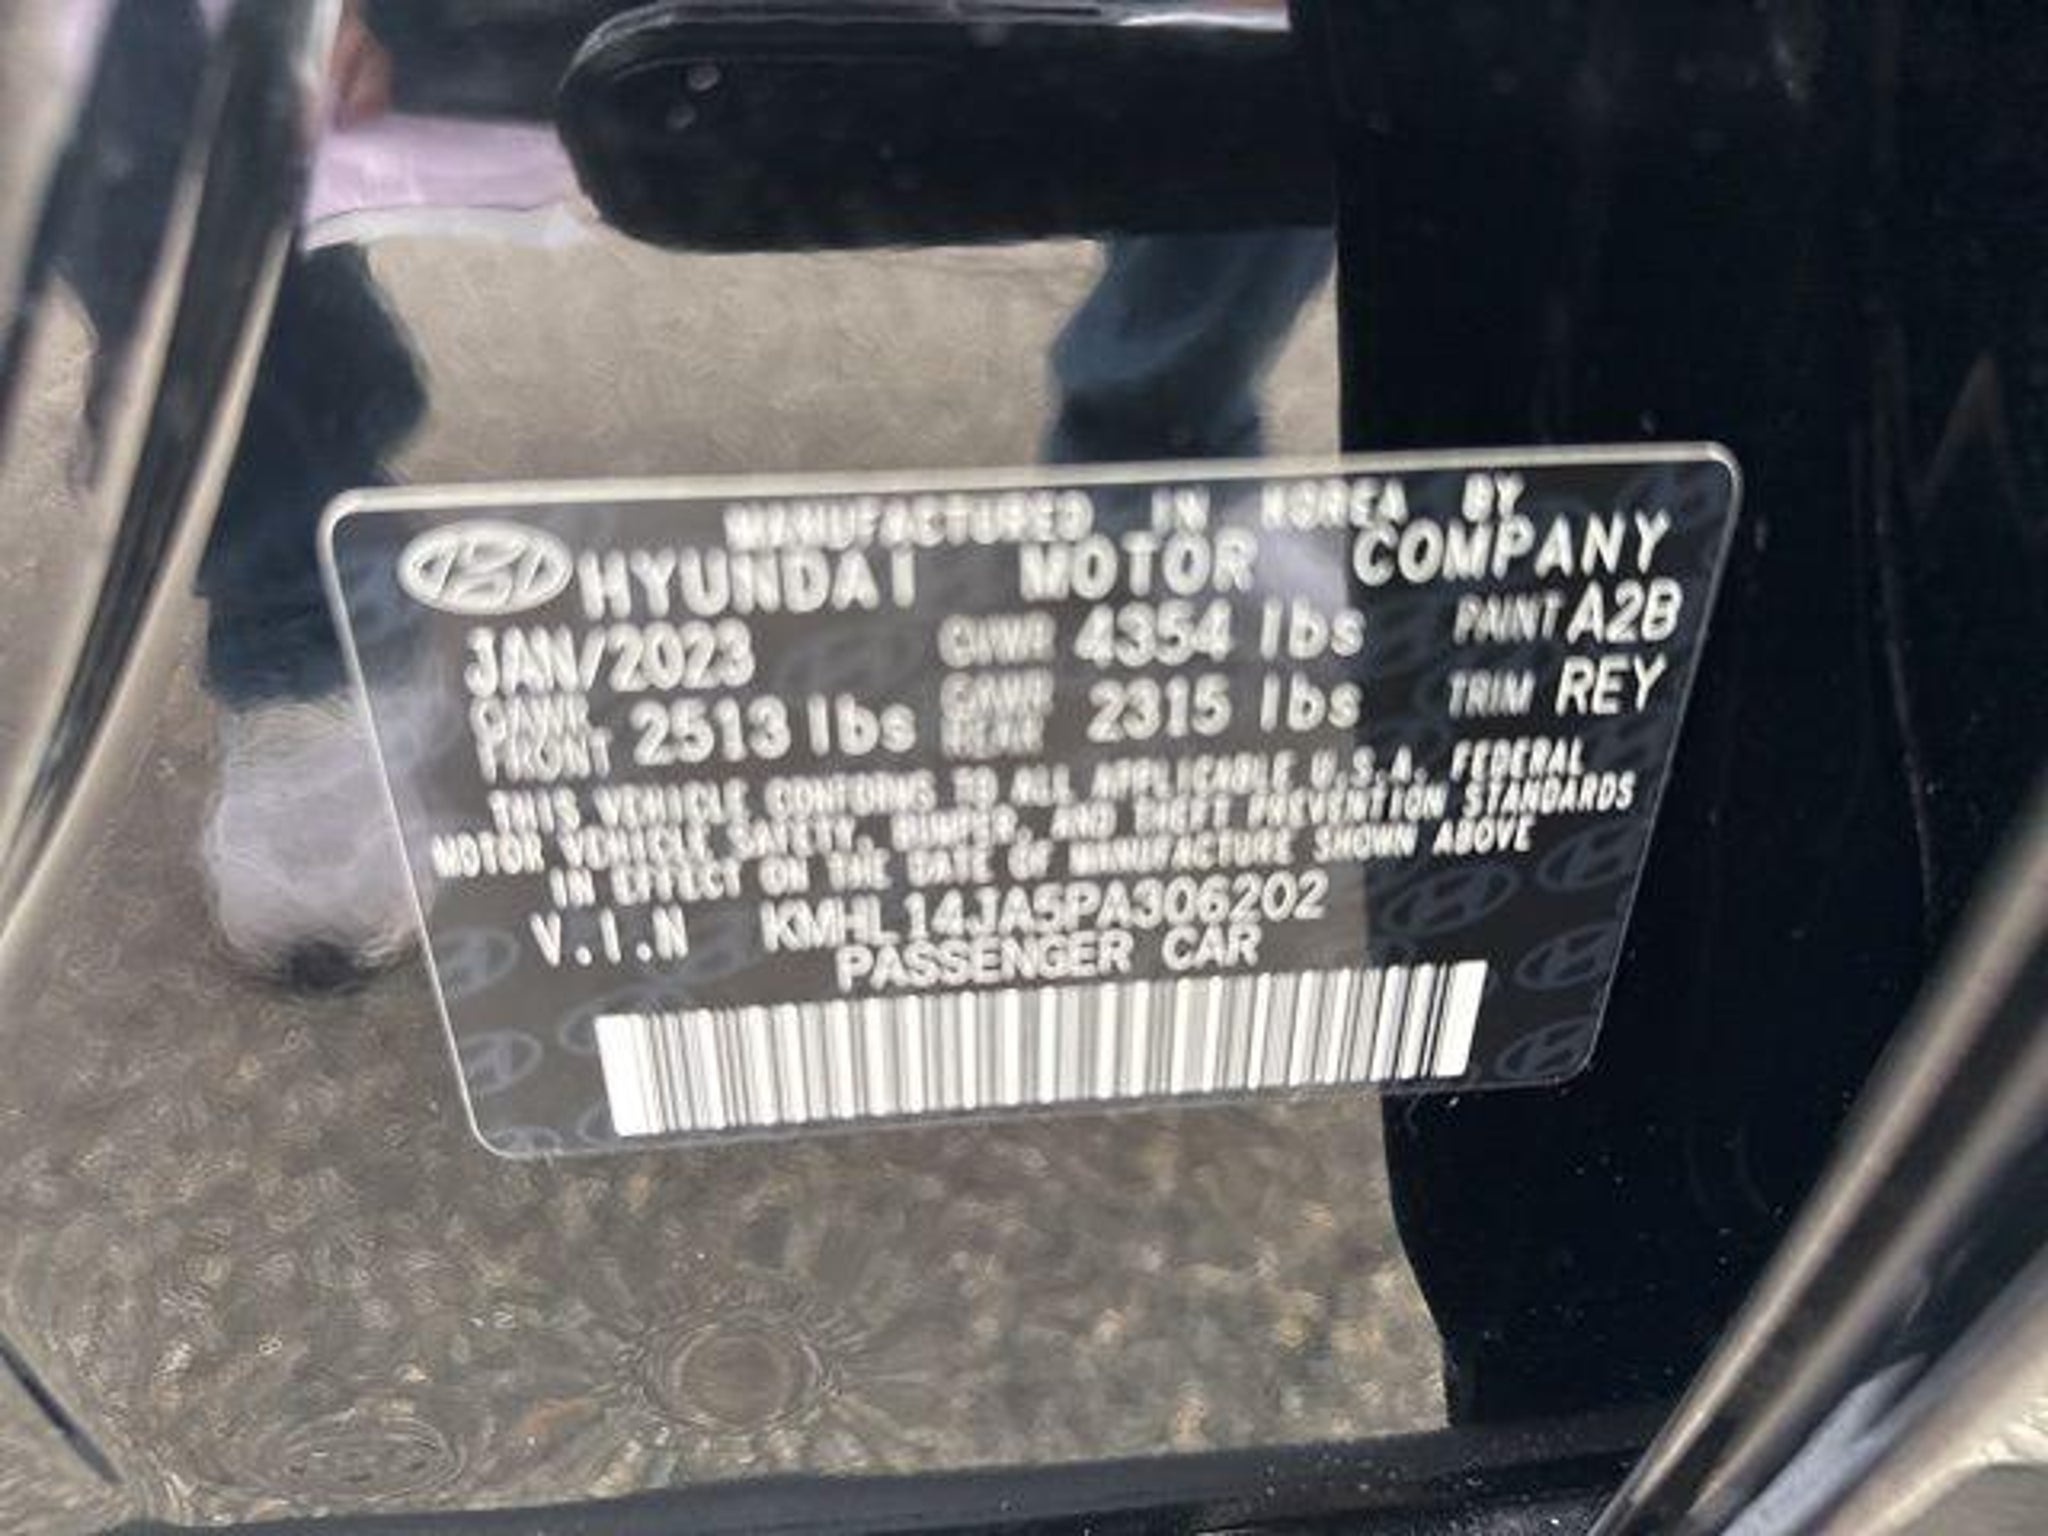 MANUFACTURED IN KOREA BY
HYUNDAI MOTOR COMPANY
JAN/2023 GVWR 4354 lbs PAINT A2B
GAWR FRONT 2513 lbs GAWR REAR 2315 lbs TRIM REY
THIS VEHICLE CONFORMS TO ALL APPLICABLE U.S.A. FEDERAL
MOTOR VEHICLE SAFETY, BUMPER, AND THEFT PREVENTION STANDARDS
IN EFFECT ON THE DATE OF MANUFACTURE SHOWN ABOVE
V.I.N KMHL14JA5PA306202
PASSENGER CAR